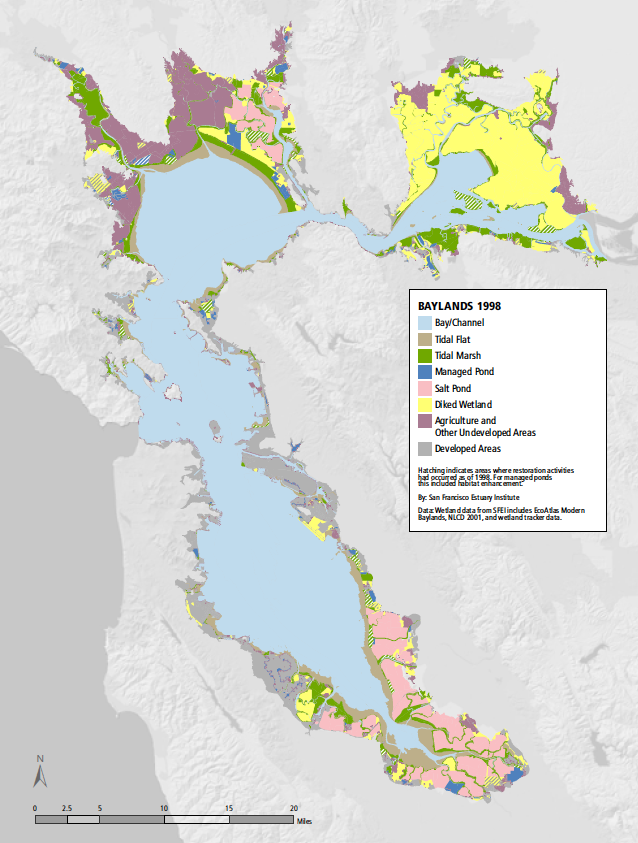 BAYLANDS 1998
Bay/Channel
Tidal Flat
Tidal Marsh
Managed Pond
Salt Pond
Diked Wetland
Agriculture and
Other Undeveloped Areas
Developed Areas
Hatching indicates areas where restoration activities
had occurred as of 1998. For managed ponds
this included habitat enhancement.
By: San Francisco Estuary Institute
Data: Wetland data from SFEI includes EcoAtlas Modern
Baylands, NLCD 2001, and wetland tracker data.
N
0 2.5 5 10 15 20
Miles